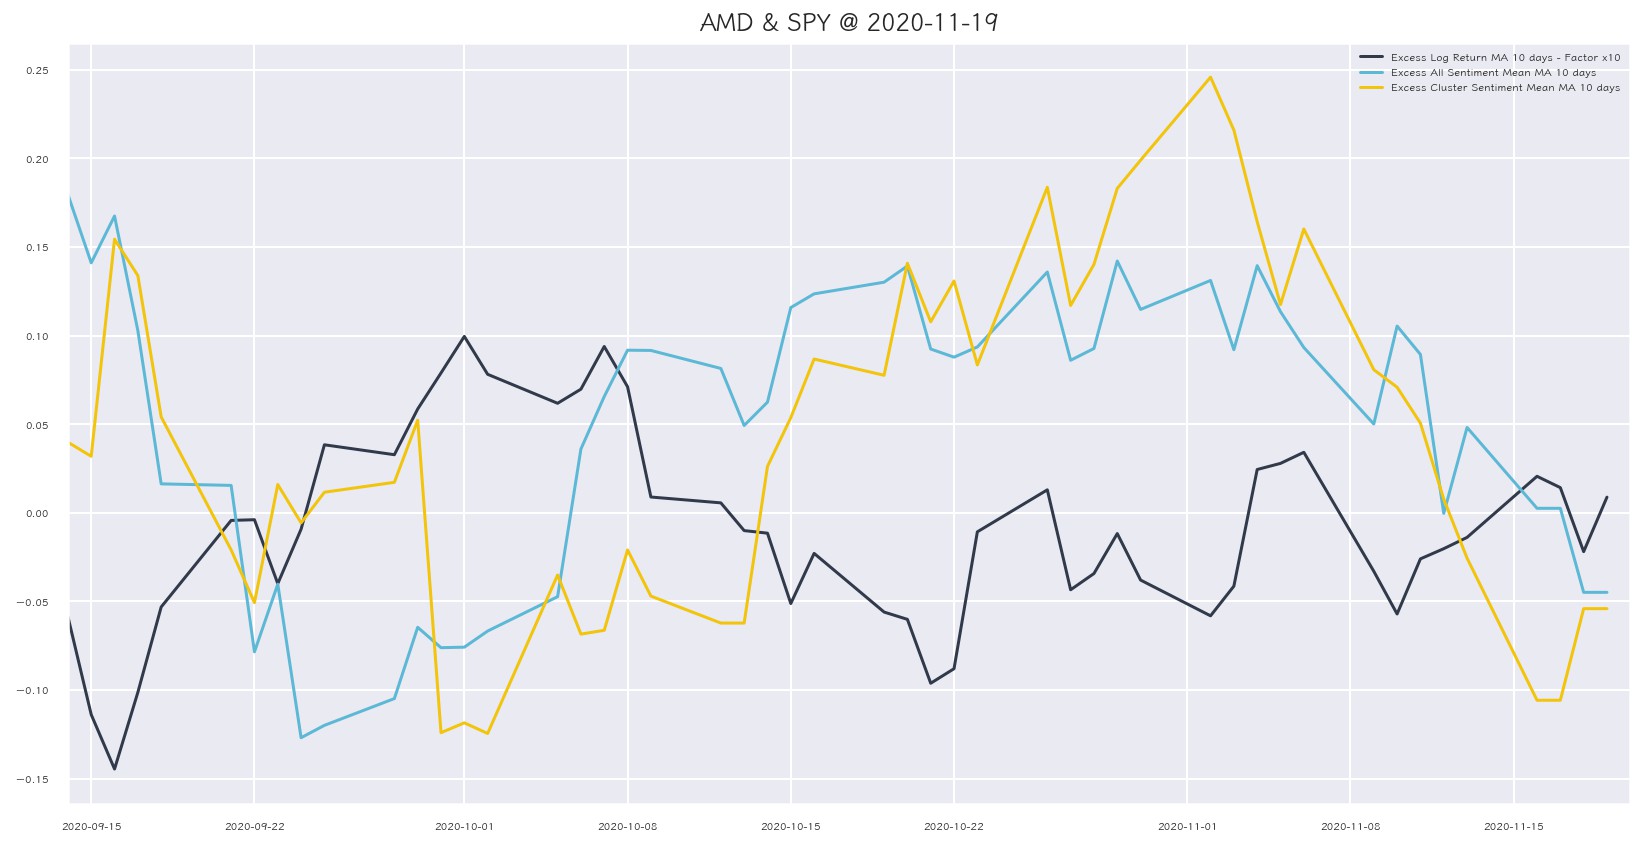 AMD & SPY @ 2020-11-19
Excess Log Return MA 10 days - Factor x10
Excess All Sentiment Mean MA 10 days
Excess Cluster Sentiment Mean MA 10 days
0.25
0.20
0.15
0.10
0.05
0.00
−0.05
−0.10
−0.15
2020-09-15 2020-09-22 2020-10-01 2020-10-08 2020-10-15 2020-10-22 2020-11-01 2020-11-08 2020-11-15